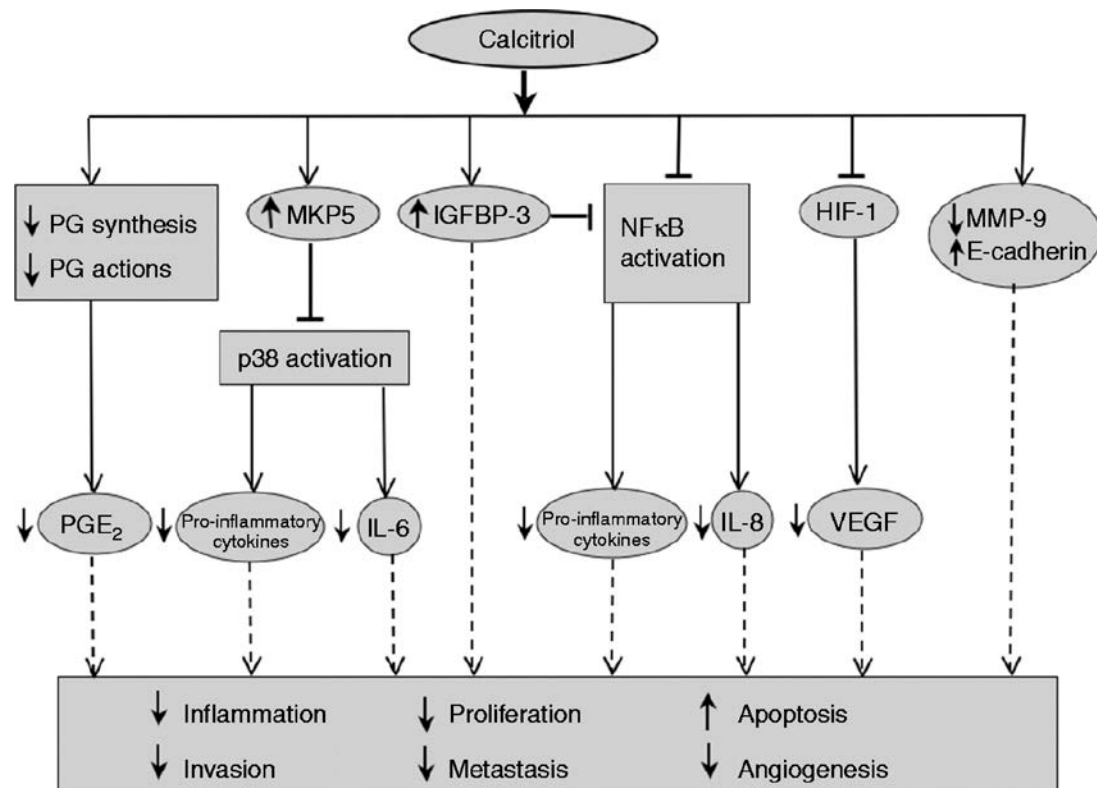 Calcitriol
↓ PG synthesis
↓ PG actions
↑ MKP5
↑ IGFBP-3
NFκB
activation
HIF-1
↓ MMP-9
↑ E-cadherin
p38 activation
↓ PGE₂
↓ Pro-inflammatory
cytokines
↓ IL-6
↓ Pro-inflammatory
cytokines
↓ IL-8
↓ VEGF
↓ Inflammation
↓ Proliferation
↑ Apoptosis
↓ Invasion
↓ Metastasis
↓ Angiogenesis